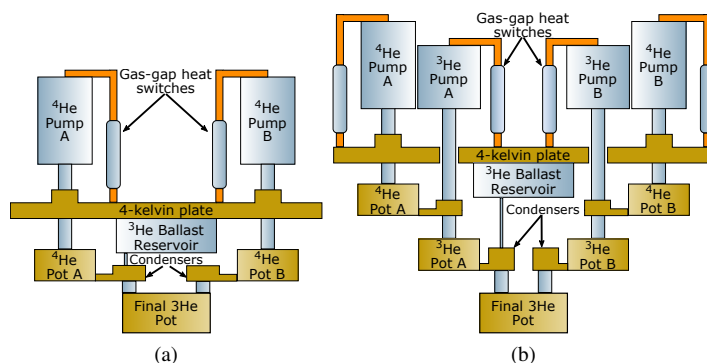 Gas-gap heat
switches
⁴He
Pump
A
⁴He
Pump
B
4-kelvin plate
³He Ballast
Reservoir
Condensers
⁴He
Pot A
⁴He
Pot B
Final 3He
Pot
(a)
Gas-gap heat
switches
⁴He
Pump A
³He
Pump A
³He
Pump B
⁴He
Pump B
4-kelvin plate
³He Ballast
Reservoir
⁴He
Pot A
Condensers
⁴He
Pot B
³He
Pot A
³He
Pot B
Final 3He
Pot
(b)